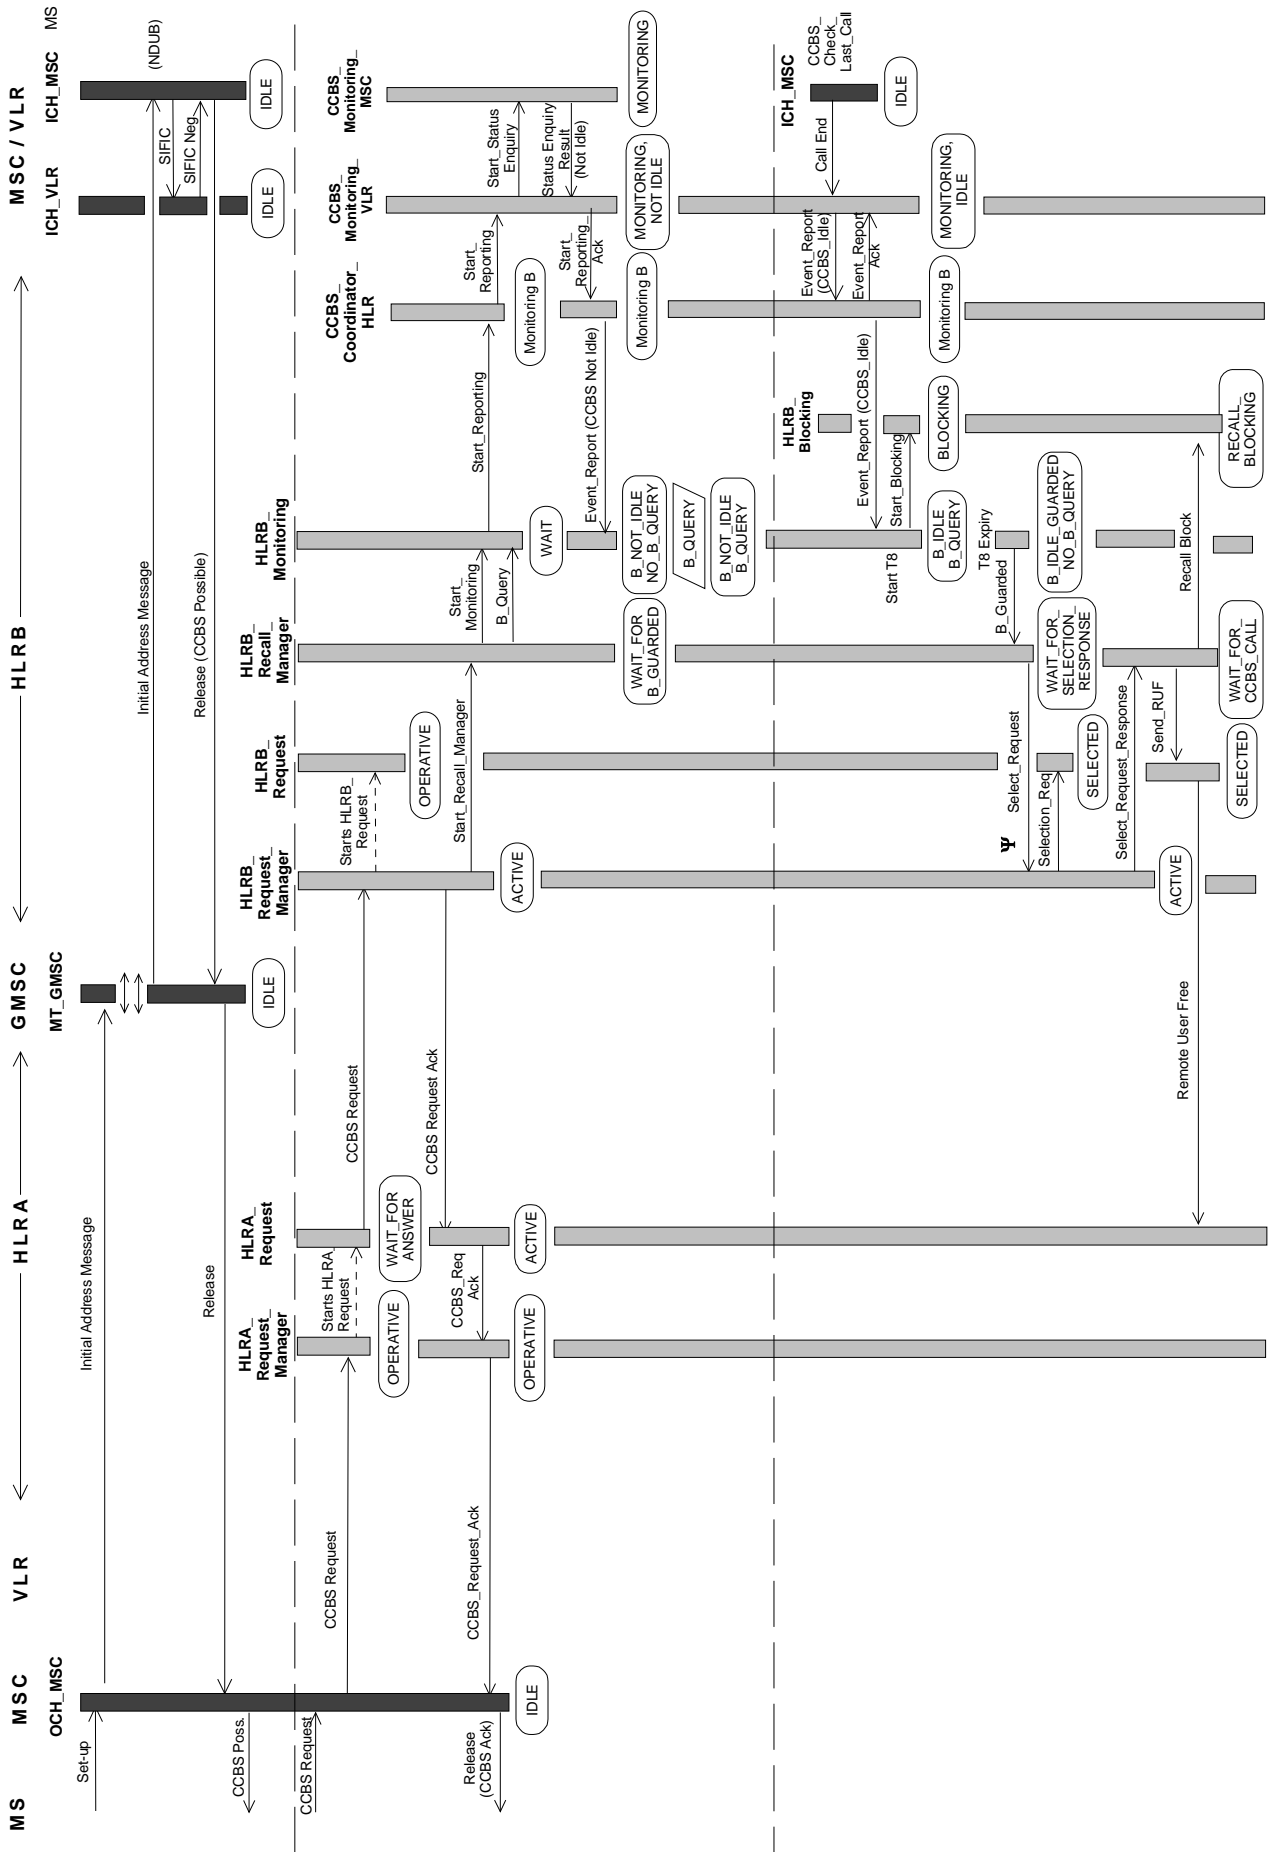 MS
MSC
VLR
HLRA
GMSC
HLRB
MSC / VLR
OCH_MSC
MT_GMSC
ICH_VLR
ICH_MSC
MS
Set-up
Initial Address Message
Initial Address Message
(NDUB)
SIFIC
SIFIC Neg.
Release (CCBS Possible)
Release
CCBS Poss.
IDLE
IDLE
IDLE
HLRA_
Request_
Manager
HLRA_
Request
HLRB_
Request_
Manager
HLRB_
Request
HLRB_
Recall_
Manager
HLRB_
Monitoring
CCBS_
Coordinator_
HLR
CCBS_
Monitoring_
VLR
CCBS_
Monitoring_
MSC
CCBS Request
CCBS Request
Starts HLRA_
Request
CCBS Request
Starts HLRB_
Request
OPERATIVE
WAIT_FOR
ANSWER
OPERATIVE
CCBS Request Ack
CCBS_Req
Ack
CCBS_Request_Ack
Release
(CCBS Ack)
IDLE
OPERATIVE
ACTIVE
ACTIVE
Start_Recall_Manager
Start_
Monitoring
B_Query
Start_Reporting
Start_
Reporting
Start_Status
Enquiry
WAIT
Monitoring B
Status Enquiry
Result
(Not Idle)
Start_
Reporting_
Ack
Event_Report (CCBS Not Idle)
WAIT_FOR
B_GUARDED
B_NOT_IDLE
NO_B_QUERY
B_QUERY
B_NOT_IDLE
B_QUERY
Monitoring B
MONITORING,
NOT IDLE
MONITORING
HLRB_
Blocking
ICH_MSC
CCBS_
Check_
Last_Call
Call End
IDLE
Event_Report
(CCBS_Idle)
Event_Report
Ack
Event_Report (CCBS_Idle)
Start T8
Start_Blocking
B_IDLE
B_QUERY
BLOCKING
Monitoring B
MONITORING,
IDLE
T8 Expiry
B_Guarded
Ψ
Select_Request
Selection_Req
SELECTED
WAIT_FOR_
SELECTION_
RESPONSE
B_IDLE_GUARDED
NO_B_QUERY
Select_Request_Response
ACTIVE
Send_RUF
Recall Block
Remote User Free
SELECTED
WAIT_FOR_
CCBS_CALL
RECALL_
BLOCKING